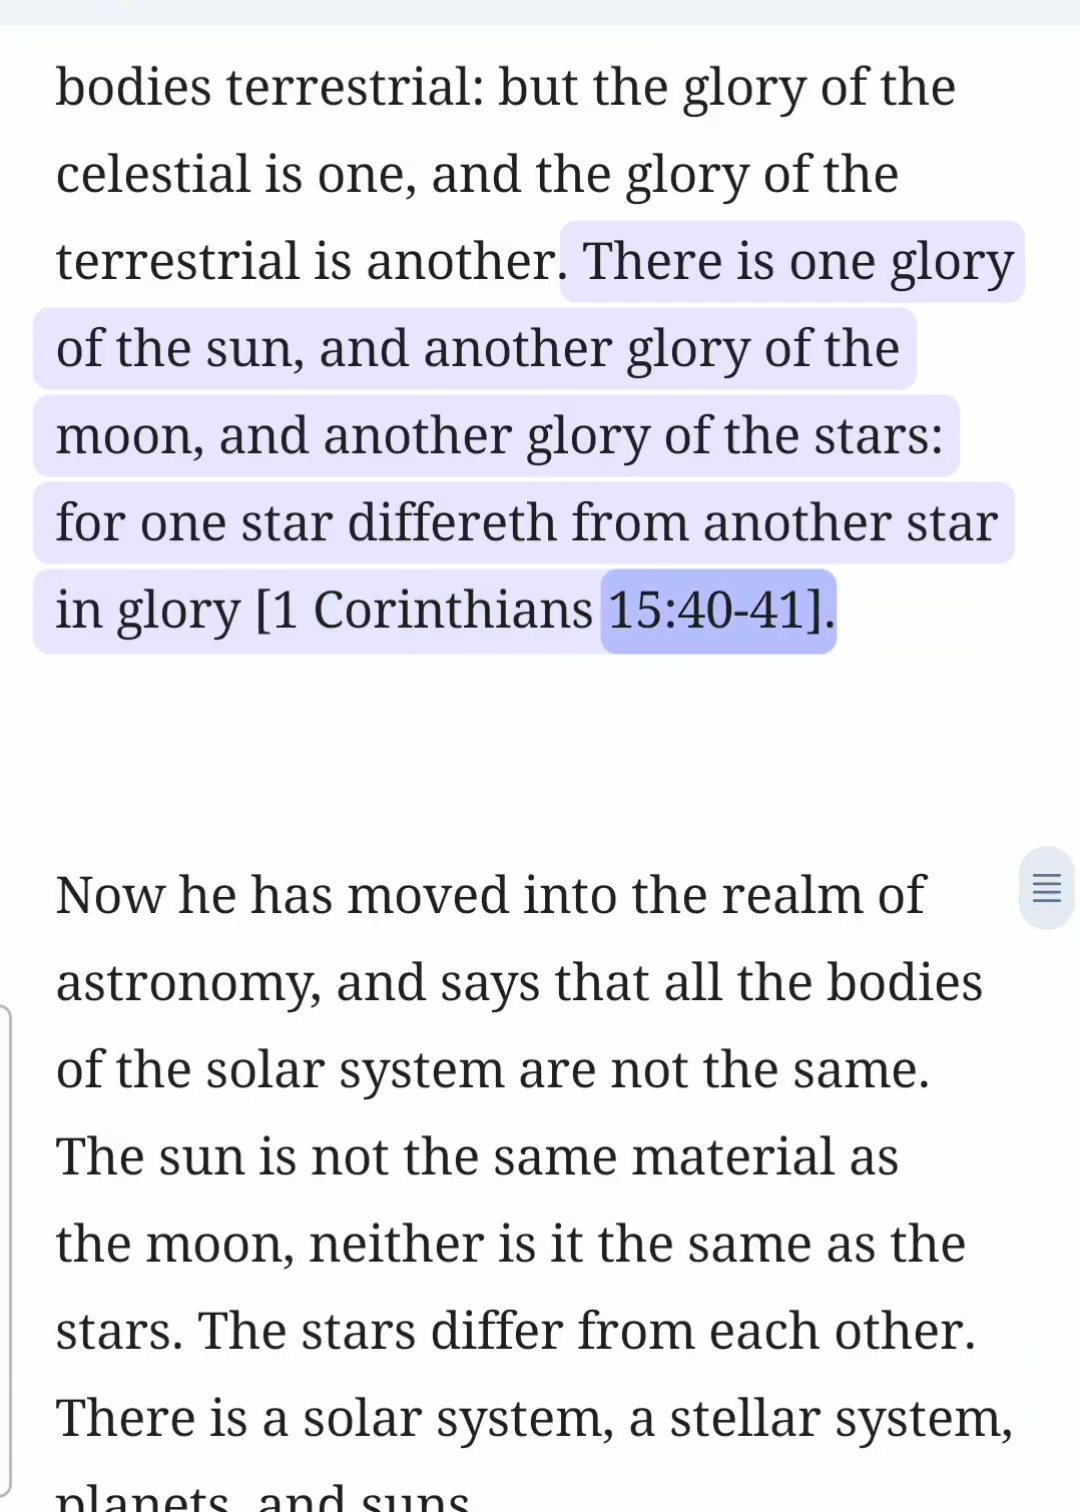 bodies terrestrial: but the glory of the
celestial is one, and the glory of the
terrestrial is another. There is one glory
of the sun, and another glory of the
moon, and another glory of the stars:
for one star differeth from another star
in glory [1 Corinthians 15:40-41].
Now he has moved into the realm of
astronomy, and says that all the bodies
of the solar system are not the same.
The sun is not the same material as
the moon, neither is it the same as the
stars. The stars differ from each other.
There is a solar system, a stellar system,
planets, and suns